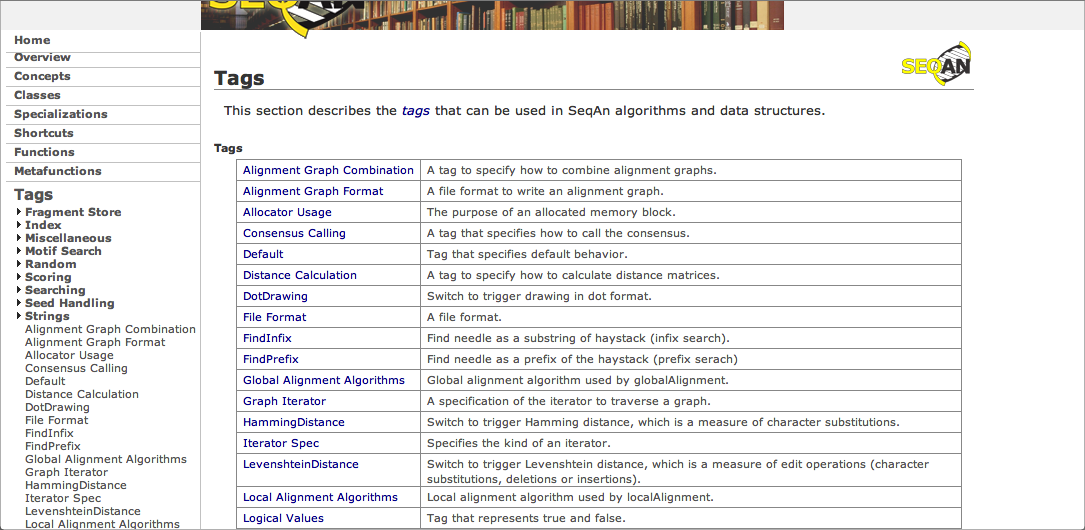 SEQAN
Home
Overview
Concepts
Classes
Specializations
Shortcuts
Functions
Metafunctions
Tags
Fragment Store
Index
Miscellaneous
Motif Search
Random
Scoring
Searching
Seed Handling
Strings
Alignment Graph Combination
Alignment Graph Format
Allocator Usage
Consensus Calling
Default
Distance Calculation
DotDrawing
File Format
FindInfix
FindPrefix
Global Alignment Algorithms
Graph Iterator
HammingDistance
Iterator Spec
LevenshteinDistance
Local Alignment Algorithms
SEQAN
Tags
This section describes the tags that can be used in SeqAn algorithms and data structures.
Tags
Alignment Graph Combination A tag to specify how to combine alignment graphs.
Alignment Graph Format A file format to write an alignment graph.
Allocator Usage The purpose of an allocated memory block.
Consensus Calling A tag that specifies how to call the consensus.
Default Tag that specifies default behavior.
Distance Calculation A tag to specify how to calculate distance matrices.
DotDrawing Switch to trigger drawing in dot format.
File Format A file format.
FindInfix Find needle as a substring of haystack (infix search).
FindPrefix Find needle as a prefix of the haystack (prefix serach)
Global Alignment Algorithms Global alignment algorithm used by globalAlignment.
Graph Iterator A specification of the iterator to traverse a graph.
HammingDistance Switch to trigger Hamming distance, which is a measure of character substitutions.
Iterator Spec Specifies the kind of an iterator.
LevenshteinDistance Switch to trigger Levenshtein distance, which is a measure of edit operations (character
substitutions, deletions or insertions).
Local Alignment Algorithms Local alignment algorithm used by localAlignment.
Logical Values Tag that represents true and false.